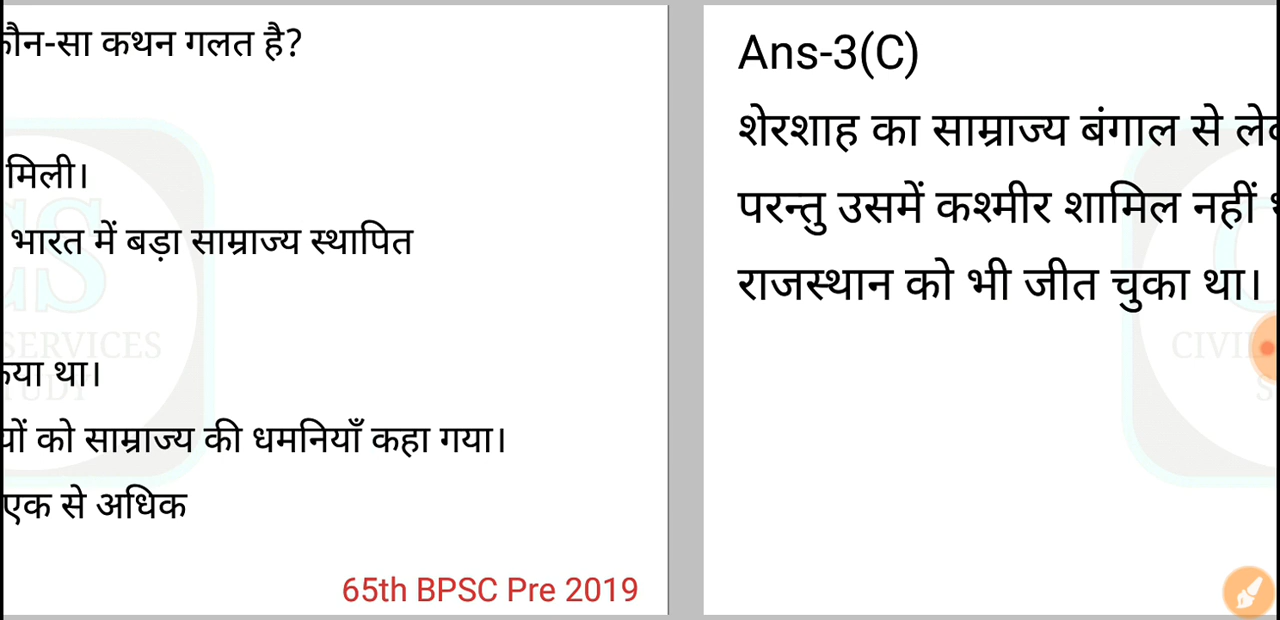 कौन-सा कथन गलत है?
मिली।
भारत में बड़ा साम्राज्य स्थापित
SERVICES
था।
को साम्राज्य की धमनियाँ कहा गया।
एक से अधिक
65th BPSC Pre 2019
Ans-3(C)
शेरशाह का साम्राज्य बंगाल से
परन्तु उसमें कश्मीर शामिल नहीं
राजस्थान को भी जीत चुका था।